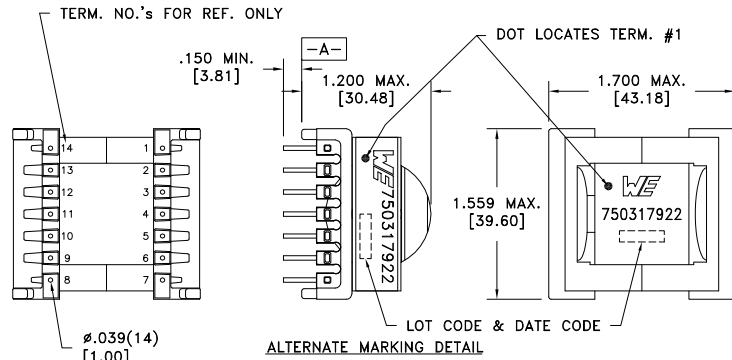 TERM. NO.'s FOR REF. ONLY
DOT LOCATES TERM. #1
-A-
.150 MIN.
[3.81]
1.200 MAX.
[30.48]
1.700 MAX.
[43.18]
14 1
13 2
12 3
11 4
10 5
9 6
8 7
WE 750317922
1.559 MAX.
[39.60]
WE
750317922
LOT CODE & DATE CODE
ø.039(14)
[1.00]
ALTERNATE MARKING DETAIL